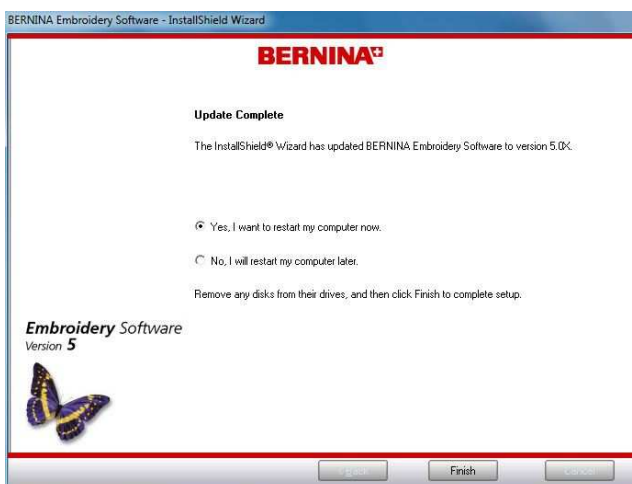 BERNINA Embroidery Software - InstallShield Wizard
BERNINA
Update Complete
The InstallShield® Wizard has updated BERNINA Embroidery Software to version 5.0X.
Yes, I want to restart my computer now.
No, I will restart my computer later.
Remove any disks from their drives, and then click Finish to complete setup.
Embroidery Software
Version 5
Finish
Cancel